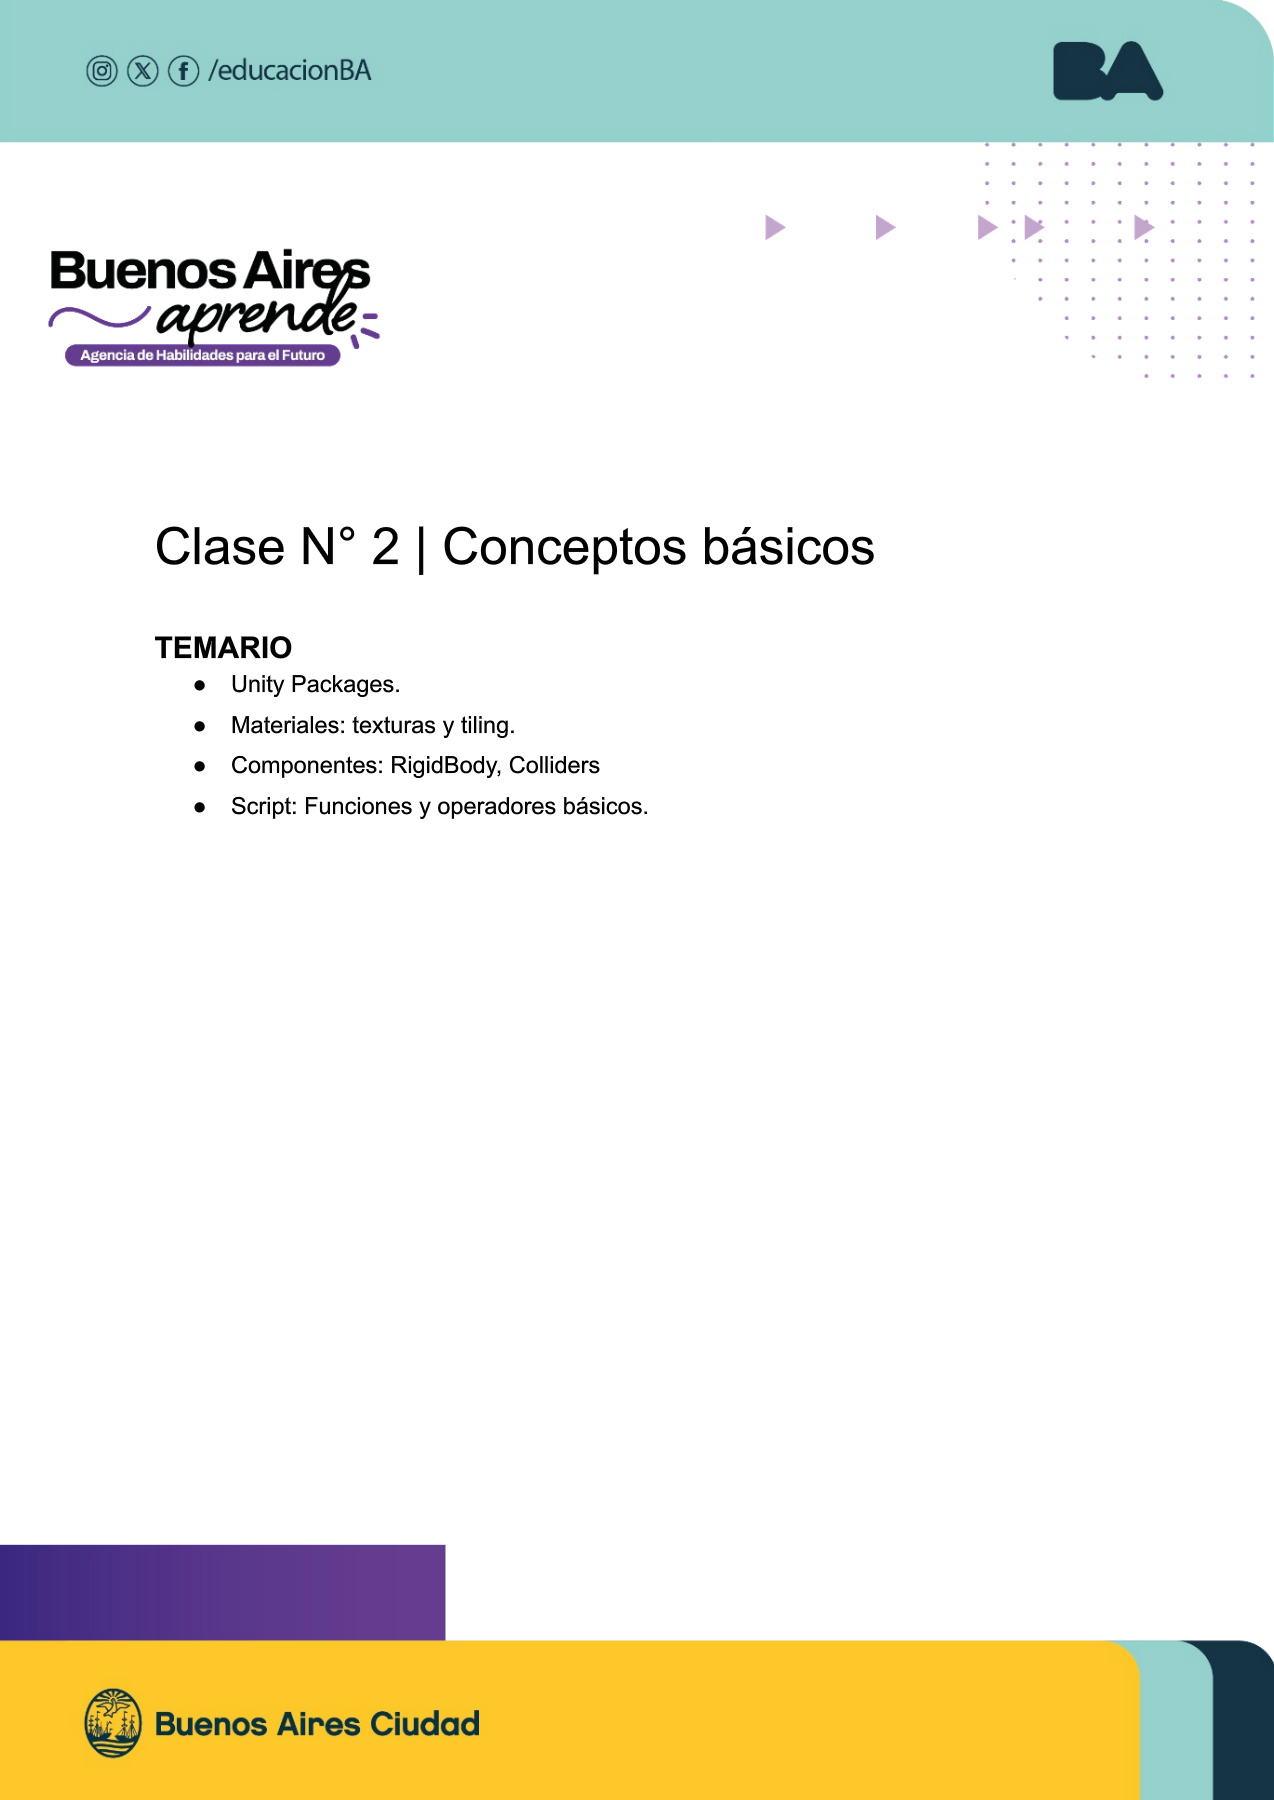 /educacionBA
BA
Buenos Aires
aprende
Agencia de Habilidades para el Futuro
Clase N° 2 | Conceptos básicos
TEMARIO
● Unity Packages.
● Materiales: texturas y tiling.
● Componentes: RigidBody, Colliders
● Script: Funciones y operadores básicos.
Buenos Aires Ciudad